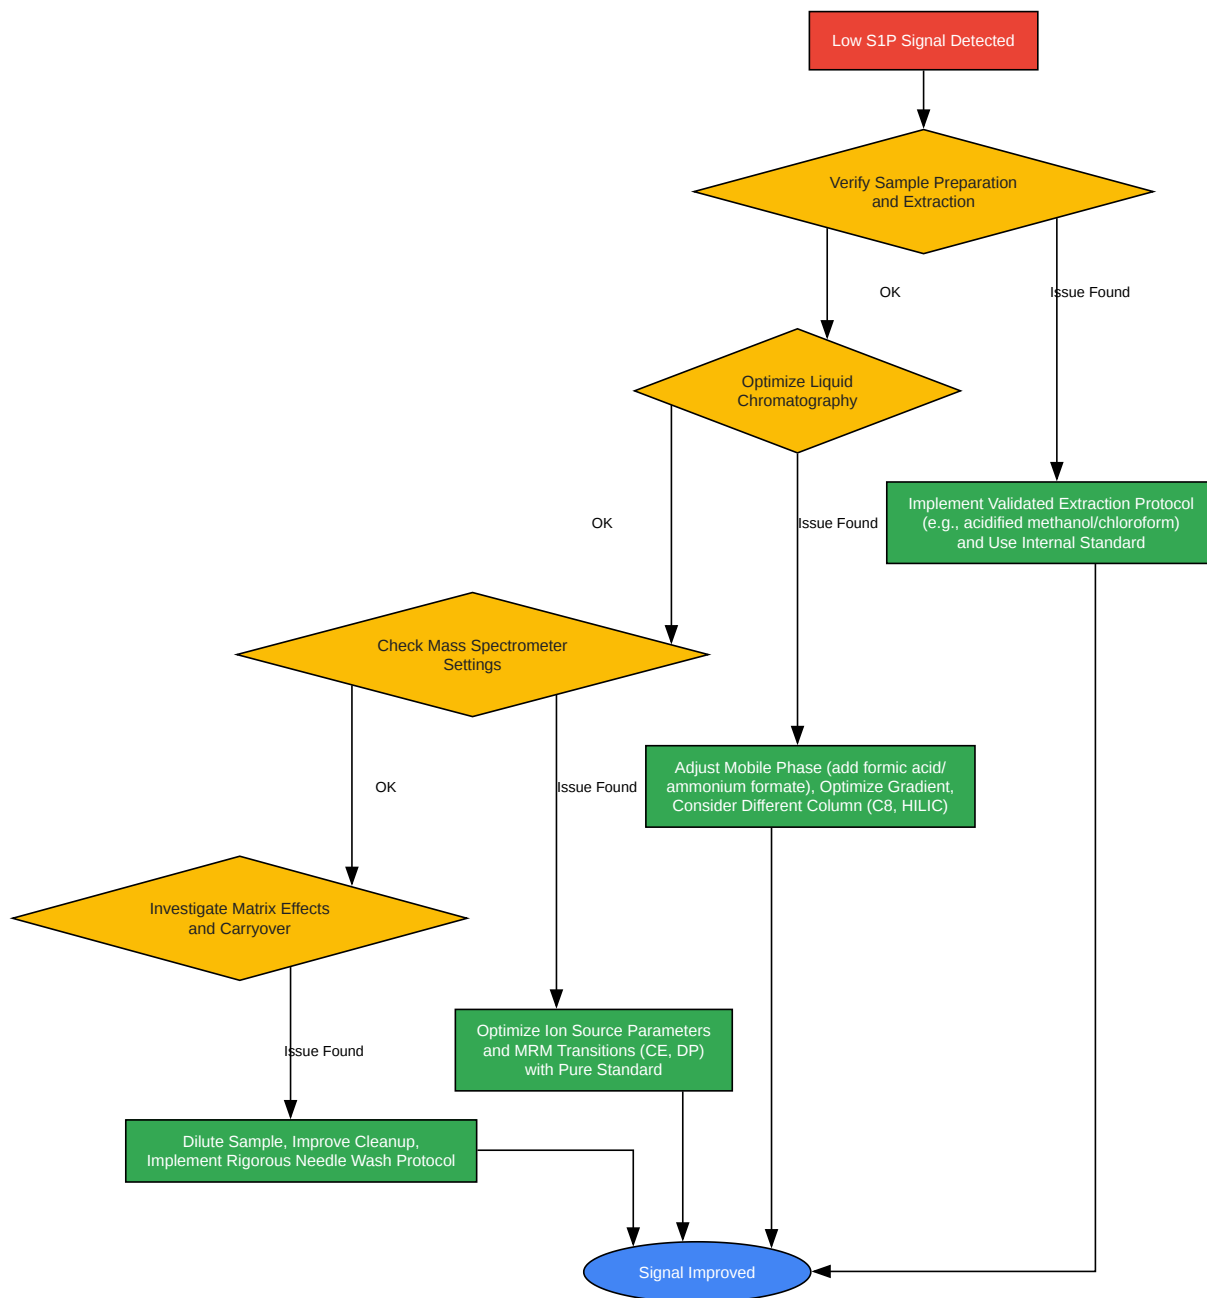 Low S1P Signal Detected
Verify Sample Preparation
and Extraction
OK
Issue Found
Optimize Liquid
Chromatography
Implement Validated Extraction Protocol
(e.g., acidified methanol/chloroform)
and Use Internal Standard
OK
Issue Found
Check Mass Spectrometer
Settings
Adjust Mobile Phase (add formic acid/
ammonium formate), Optimize Gradient,
Consider Different Column (C8, HILIC)
OK
Issue Found
Investigate Matrix Effects
and Carryover
Optimize Ion Source Parameters
and MRM Transitions (CE, DP)
with Pure Standard
Issue Found
Dilute Sample, Improve Cleanup,
Implement Rigorous Needle Wash Protocol
Signal Improved